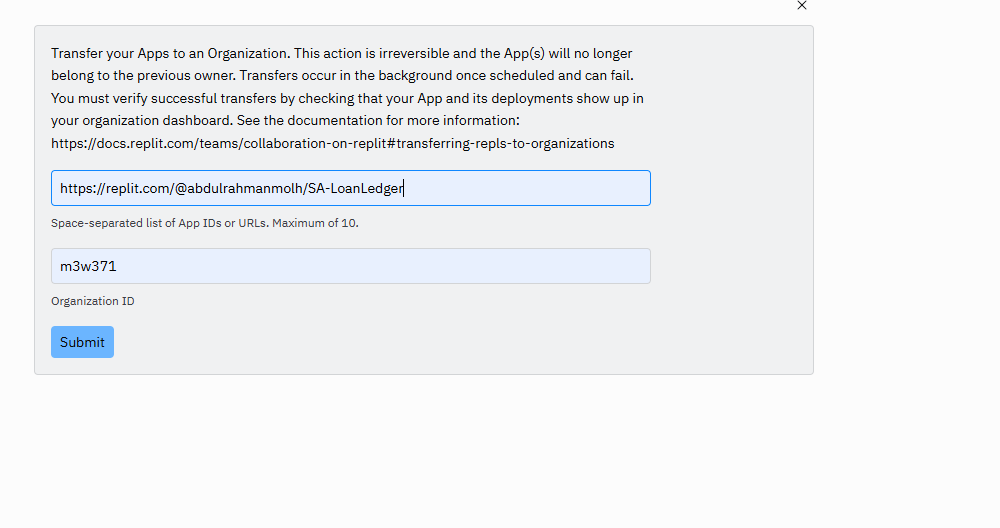 Transfer your Apps to an Organization. This action is irreversible and the App(s) will no longer
belong to the previous owner. Transfers occur in the background once scheduled and can fail.
You must verify successful transfers by checking that your App and its deployments show up in
your organization dashboard. See the documentation for more information:
https://docs.replit.com/teams/collaboration-on-replit#transferring-repls-to-organizations
https://replit.com/@abdulrahmanmolh/SA-LoanLedger
Space-separated list of App IDs or URLs. Maximum of 10.
m3w371
Organization ID
Submit